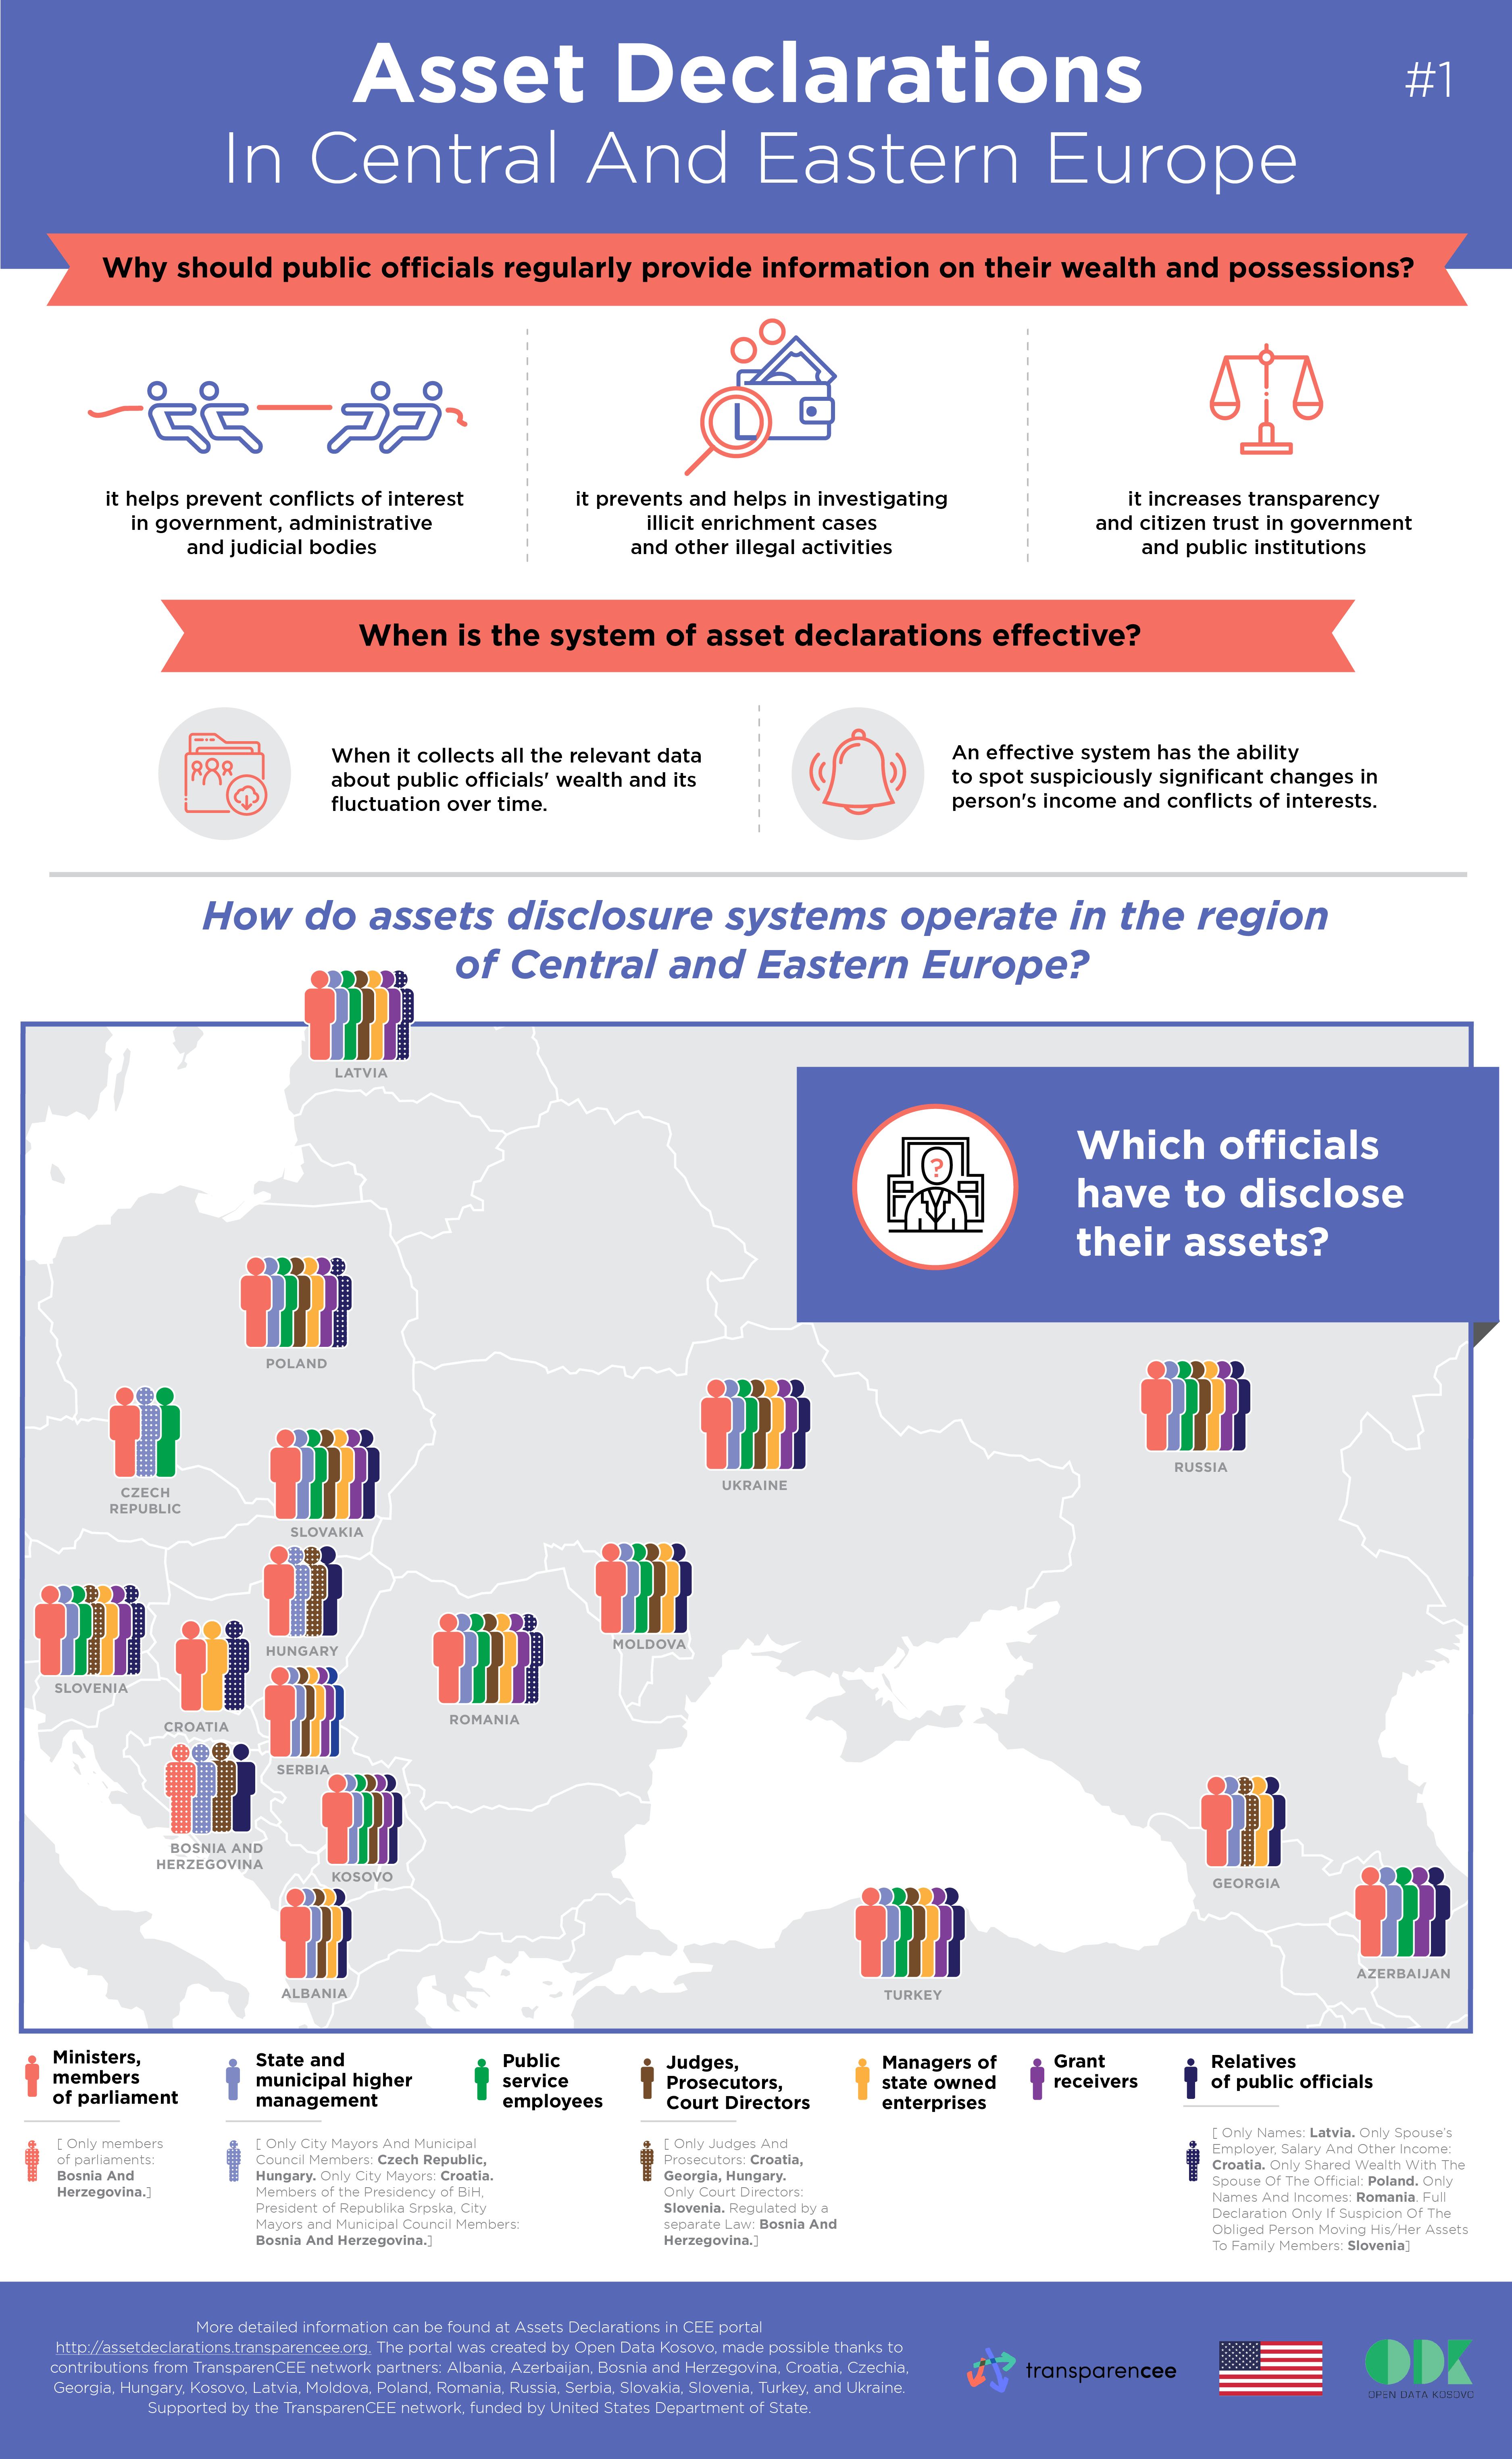 Asset Declarations
#1
In Central And Eastern Europe
Why should public officials regularly provide information on their wealth and possessions?
it helps prevent conflicts of interest
in government, administrative
and judicial bodies
it prevents and helps in investigating
illicit enrichment cases
and other illegal activities
it increases transparency
and citizen trust in government
and public institutions
When is the system of asset declarations effective?
When it collects all the relevant data
about public officials' wealth and its
fluctuation over time.
An effective system has the ability
to spot suspiciously significant changes in
person's income and conflicts of interests.
How do assets disclosure systems operate in the region
of Central and Eastern Europe?
LATVIA
?
Which officials
have to disclose
their assets?
POLAND
CZECH
REPUBLIC
SLOVAKIA
UKRAINE
RUSSIA
HUNGARY
MOLDOVA
SLOVENIA
CROATIA
ROMANIA
SERBIA
BOSNIA AND
HERZEGOVINA
KOSOVO
GEORGIA
ALBANIA
TURKEY
AZERBAIJAN
Ministers,
members
of parliament
State and
municipal higher
management
Public
service
employees
Judges,
Prosecutors,
Court Directors
Managers of
state owned
enterprises
Grant
receivers
Relatives
of public officials
[ Only members
of parliaments:
Bosnia And
Herzegovina.]
[ Only City Mayors And Municipal
Council Members: Czech Republic,
Hungary. Only City Mayors: Croatia.
Members of the Presidency of BiH,
President of Republika Srpska, City
Mayors and Municipal Council Members:
Bosnia And Herzegovina.]
[ Only Judges And
Prosecutors: Croatia,
Georgia, Hungary.
Only Court Directors:
Slovenia. Regulated by a
separate Law: Bosnia And
Herzegovina.]
[ Only Names: Latvia. Only Spouse's
Employer, Salary And Other Income:
Croatia. Only Shared Wealth With The
Spouse Of The Official: Poland. Only
Names And Incomes: Romania. Full
Declaration Only If Suspicion Of The
Obliged Person Moving His/Her Assets
To Family Members: Slovenia]
More detailed information can be found at Assets Declarations in CEE portal
http://assetdeclarations.transparencee.org. The portal was created by Open Data Kosovo, made possible thanks to
contributions from TransparenCEE network partners: Albania, Azerbaijan, Bosnia and Herzegovina, Croatia, Czechia,
Georgia, Hungary, Kosovo, Latvia, Moldova, Poland, Romania, Russia, Serbia, Slovakia, Slovenia, Turkey, and Ukraine.
Supported by the TransparenCEE network, funded by United States Department of State.
transparencee
ODK
OPEN DATA KOSOVO